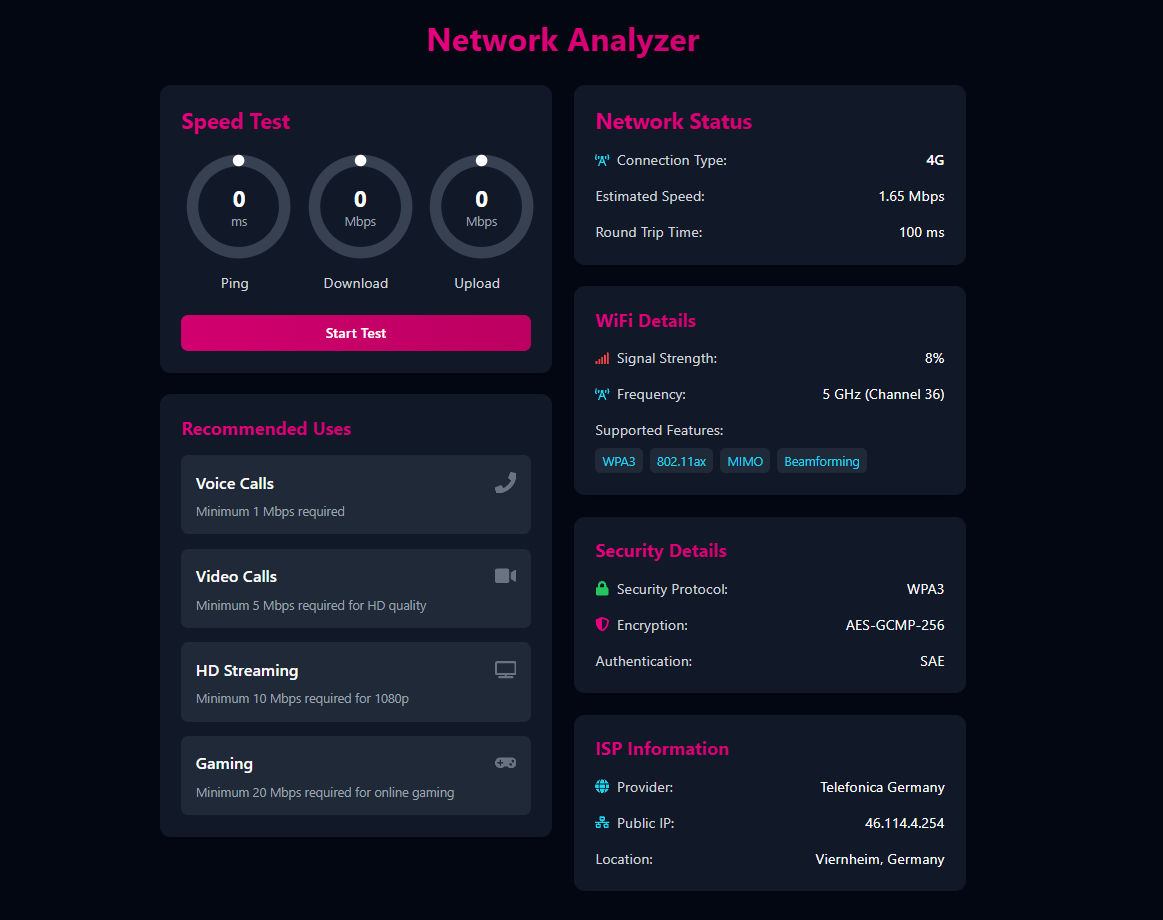 Network Analyzer
Speed Test
0 0 0
ms Mbps Mbps
Ping Download Upload
Start Test
Recommended Uses
Voice Calls
Minimum 1 Mbps required
Video Calls
Minimum 5 Mbps required for HD quality
HD Streaming
Minimum 10 Mbps required for 1080p
Gaming
Minimum 20 Mbps required for online gaming
Network Status
Connection Type: 4G
Estimated Speed: 1.65 Mbps
Round Trip Time: 100 ms
WiFi Details
Signal Strength: 8%
Frequency: 5 GHz (Channel 36)
Supported Features:
WPA3 802.11ax MIMO Beamforming
Security Details
Security Protocol: WPA3
Encryption: AES-GCMP-256
Authentication: SAE
ISP Information
Provider: Telefonica Germany
Public IP: 46.114.4.254
Location: Viernheim, Germany